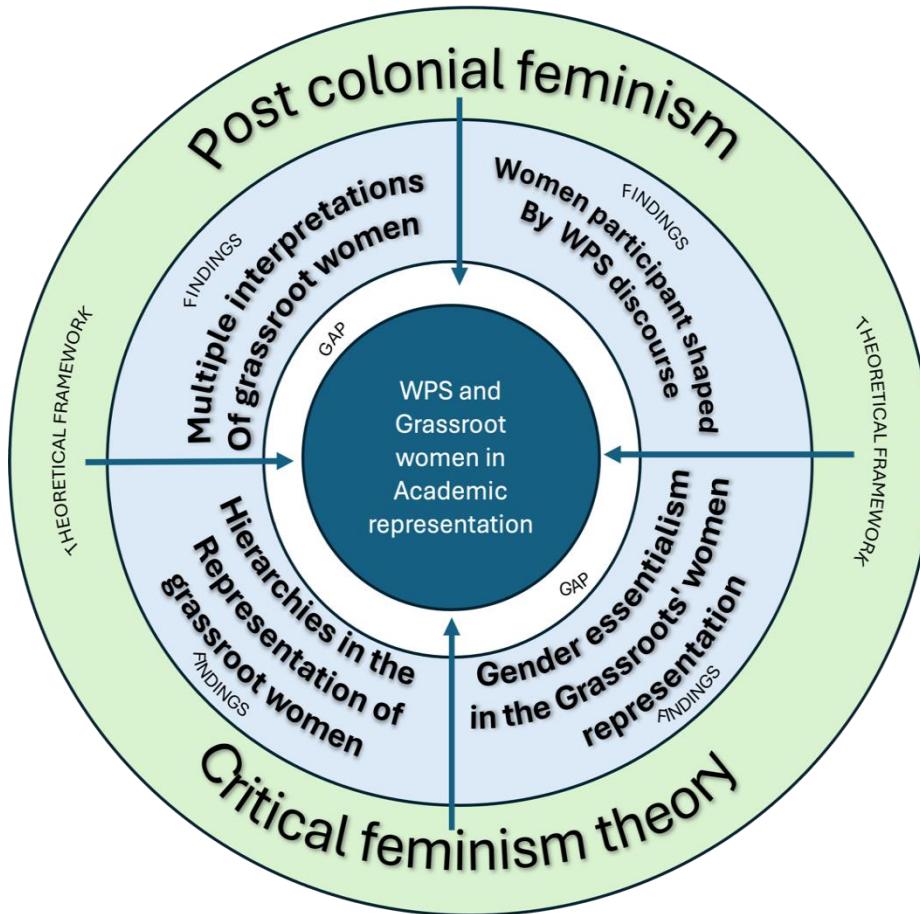 Post colonial feminism
THEORETICAL FRAMEWORK
FINDINGS
Multiple interpretations
Of grassroot women
FINDINGS
Women participant shaped
By WPS discourse
THEORETICAL FRAMEWORK
GAP
WPS and
Grassroot
women in
Academic
representation
GAP
Hierarchies in the
Representation of
grassroot women
FINDINGS
Gender essentialism
in the Grassroots' women
representation
FINDINGS
Critical feminism theory